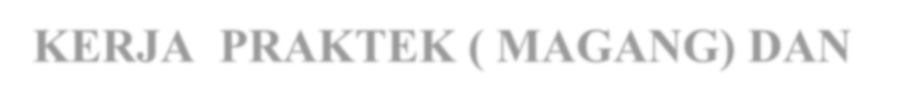 KERJA PRAKTEK ( MAGANG) DAN